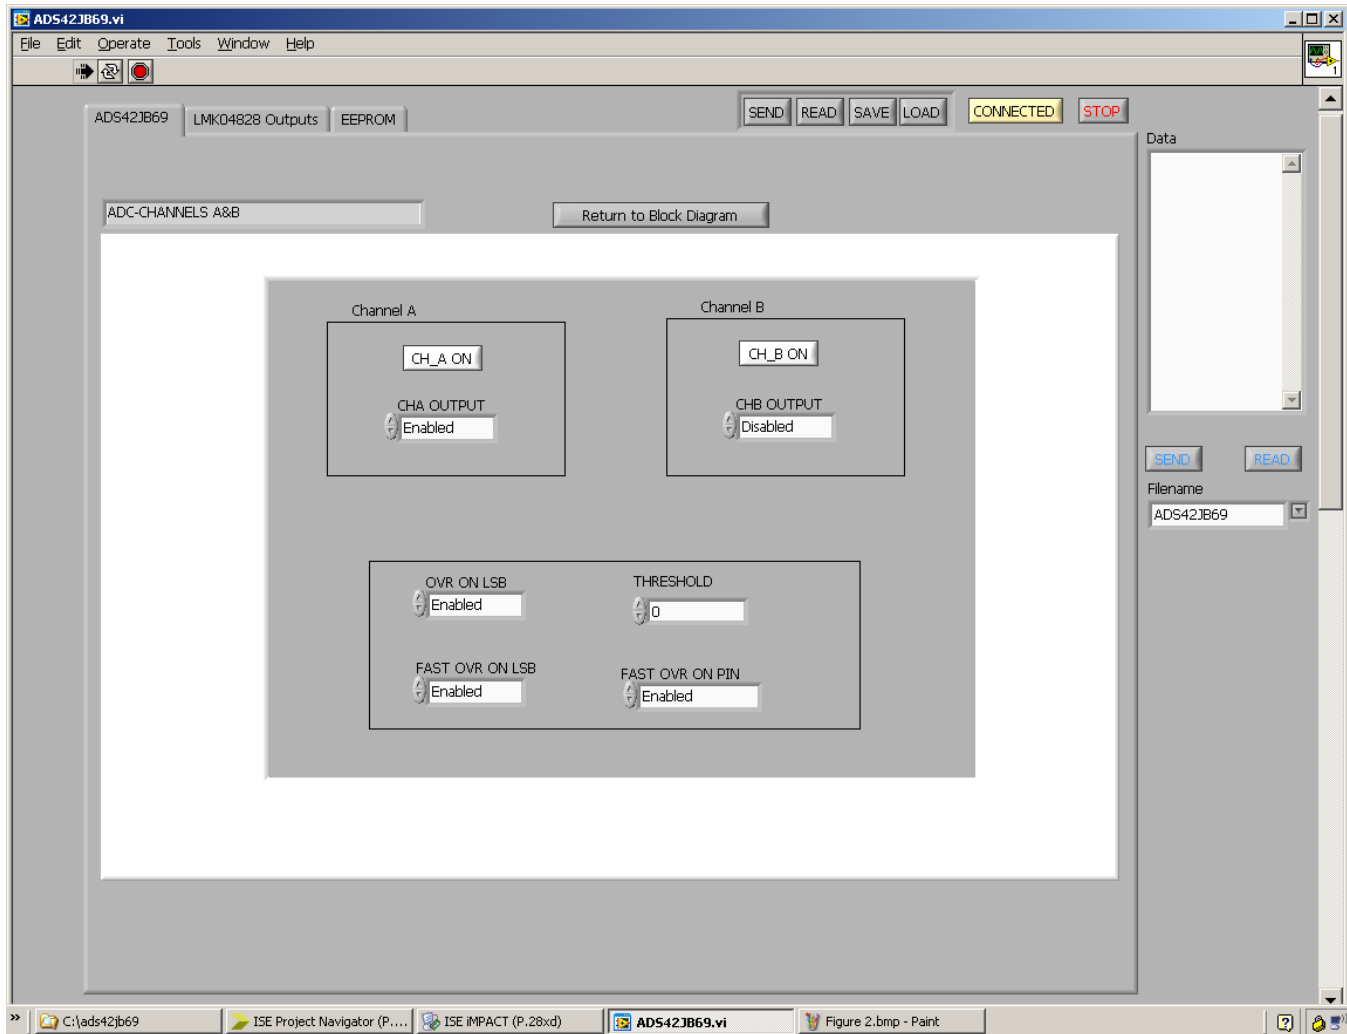 ADS42JB69.vi
File Edit Operate Tools Window Help
1
ADS42JB69 LMK04828 Outputs EEPROM
SEND READ SAVE LOAD CONNECTED STOP
Data
ADC-CHANNELS A&B
Return to Block Diagram
Channel A
Channel B
CH_A ON
CH_B ON
CHA OUTPUT
CHB OUTPUT
Enabled
Disabled
SEND READ
Filename
ADS42JB69
OVR ON LSB
THRESHOLD
Enabled
0
FAST OVR ON LSB
FAST OVR ON PIN
Enabled
Enabled
» C:\ads42jb69 ISE Project Navigator (P.... ISE iMPACT (P.28xd) ADS42JB69.vi Figure 2.bmp - Paint